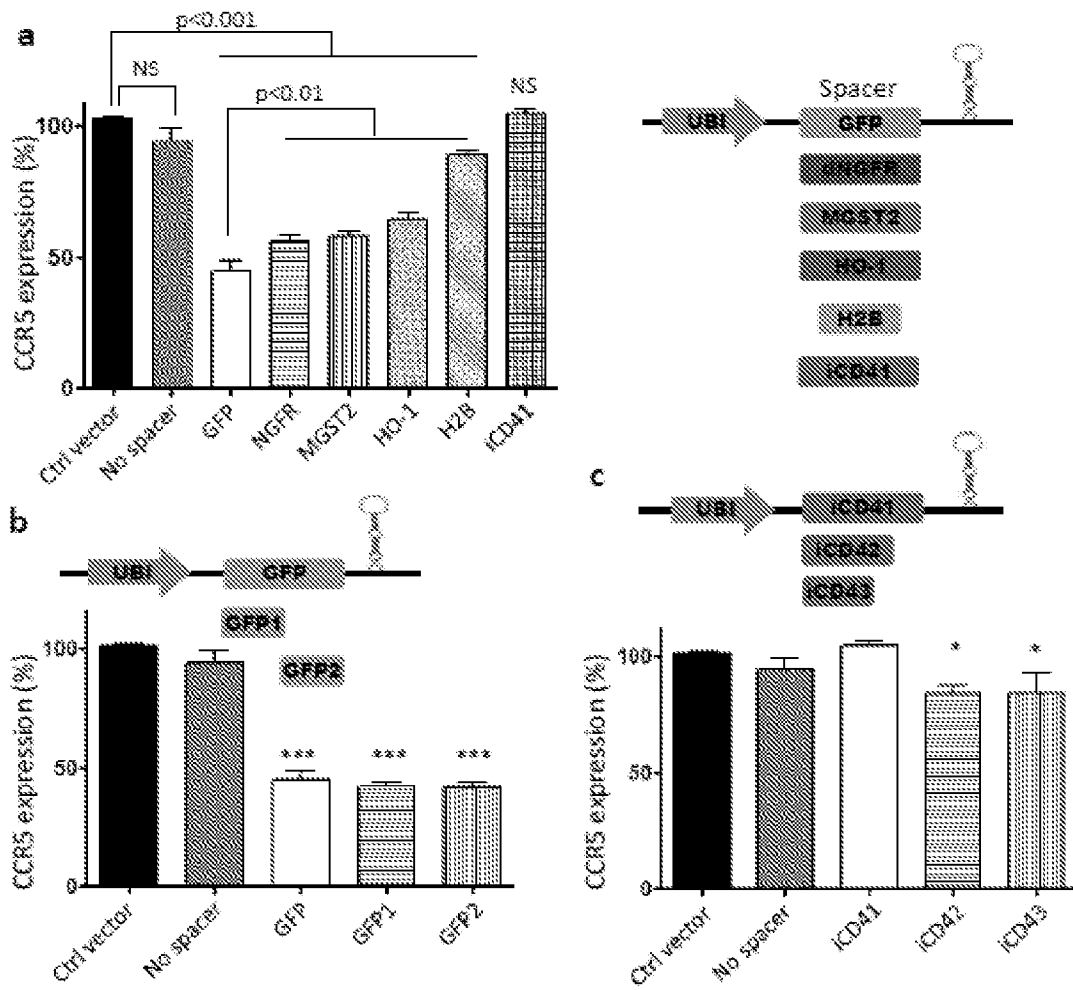 a
p<0.001
NS
p<0.01
NS
CCR5 expression (%)
100
50
0
Ctrl vector
No spacer
GFP
NGFR
MGST2
HO-1
H2B
iCD41
Spacer
UBI
GFP
MGST2
HO-1
H2B
iCD41
b
UBI
GFP
GFP1
GFP2
CCR5 expression (%)
100
50
0
***
***
***
Ctrl vector
No spacer
GFP
GFP1
GFP2
c
UBI
iCD41
iCD42
iCD43
CCR5 expression (%)
100
50
0
*
*
Ctrl vector
No spacer
iCD41
iCD42
iCD43